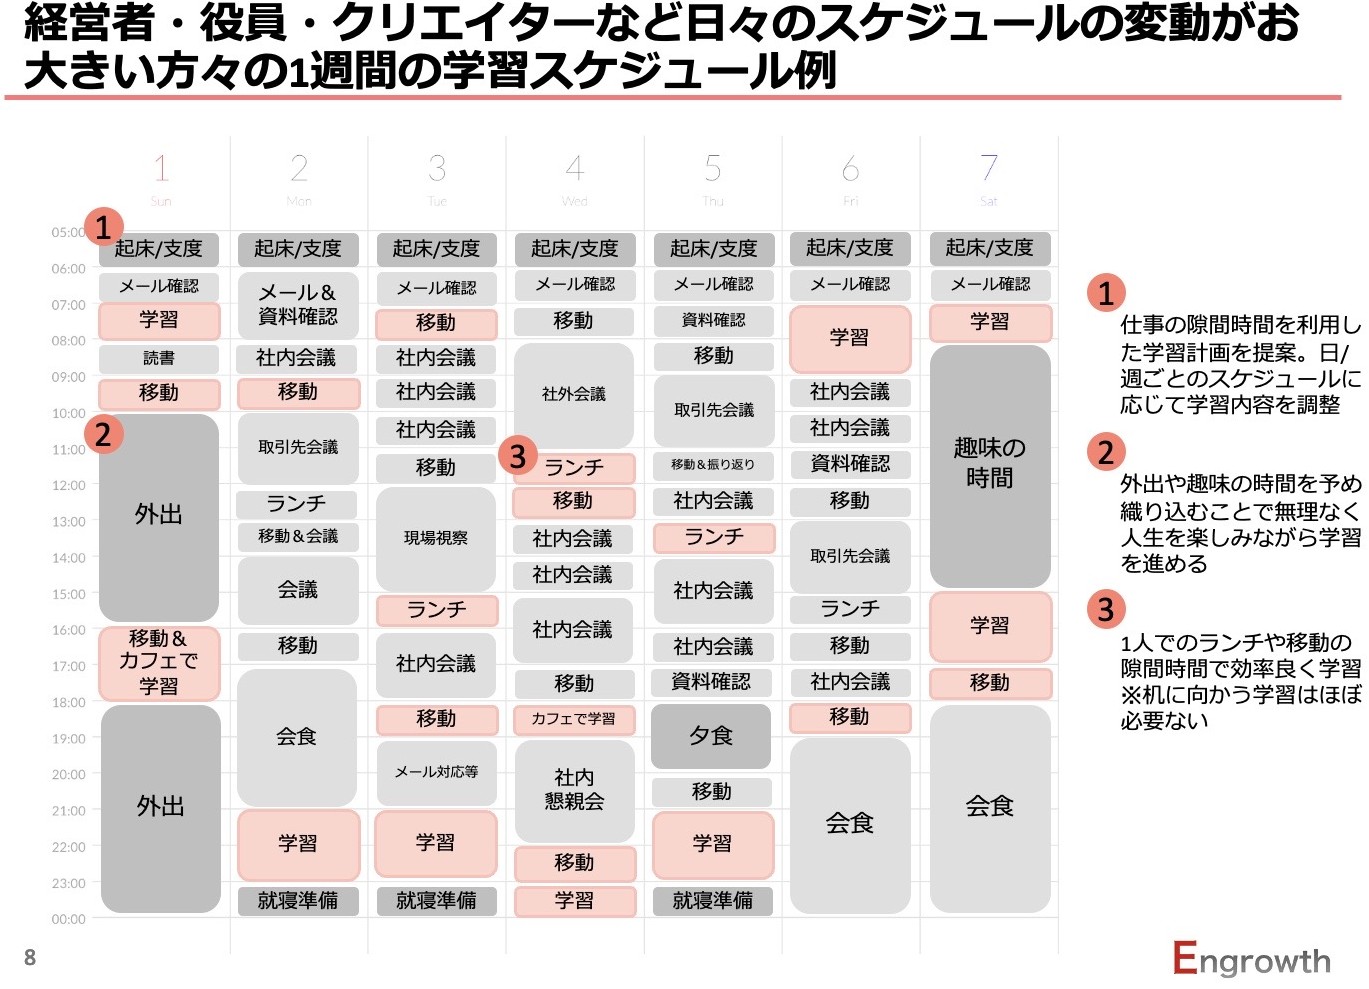 経営者・役員・クリエイターなど日々のスケジュールの変動がお
大きい方々の1週間の学習スケジュール例
1
Sun
2
Mon
3
Tue
4
Wed
5
Thu
6
Fri
7
Sat
05:00
06:00
07:00
08:00
09:00
10:00
11:00
12:00
13:00
14:00
15:00
16:00
17:00
18:00
19:00
20:00
21:00
22:00
23:00
00:00
1
起床/支度
メール確認
学習
読書
移動
2
外出
移動&
カフェで
学習
外出
起床/支度
メール&
資料確認
社内会議
移動
取引先会議
ランチ
移動&会議
会議
移動
会食
学習
就寝準備
起床/支度
メール確認
移動
社内会議
社内会議
社内会議
移動
現場視察
ランチ
社内会議
移動
メール対応等
学習
就寝準備
起床/支度
メール確認
移動
社外会議
3
ランチ
移動
社内会議
社内会議
社内会議
移動
カフェで学習
社内
懇親会
移動
学習
起床/支度
メール確認
資料確認
移動
取引先会議
移動&振り返り
社内会議
ランチ
社内会議
社内会議
資料確認
夕食
移動
学習
就寝準備
起床/支度
メール確認
学習
社内会議
社内会議
資料確認
移動
取引先会議
ランチ
移動
社内会議
移動
会食
起床/支度
メール確認
学習
趣味の
時間
学習
移動
会食
1
仕事の隙間時間を利用し
た学習計画を提案。日/
週ごとのスケジュールに
応じて学習内容を調整
2
外出や趣味の時間を予め
織り込むことで無理なく
人生を楽しみながら学習
を進める
3
1人でのランチや移動の
隙間時間で効率良く学習
※机に向かう学習はほぼ
必要ない
8
Engrowth